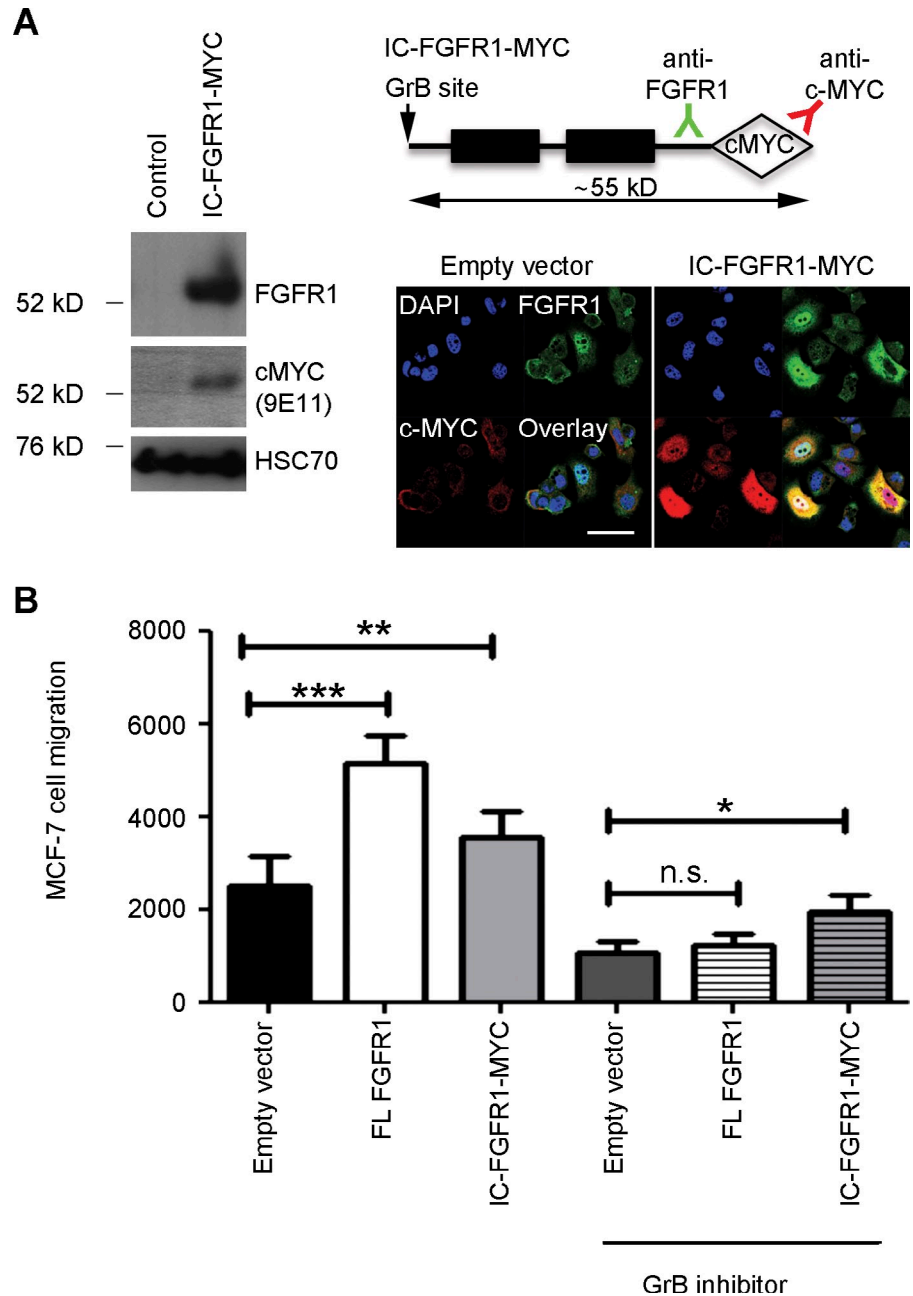 A
Control
IC-FGFR1-MYC
52 kD
FGFR1
52 kD
cMYC
(9E11)
76 kD
HSC70
IC-FGFR1-MYC
GrB site
anti-
FGFR1
anti-
c-MYC
cMYC
~55 kD
Empty vector
IC-FGFR1-MYC
DAPI
FGFR1
c-MYC
Overlay
B
MCF-7 cell migration
8000
6000
4000
2000
0
**
***
*
n.s.
Empty vector
FL FGFR1
IC-FGFR1-MYC
Empty vector
FL FGFR1
IC-FGFR1-MYC
GrB inhibitor